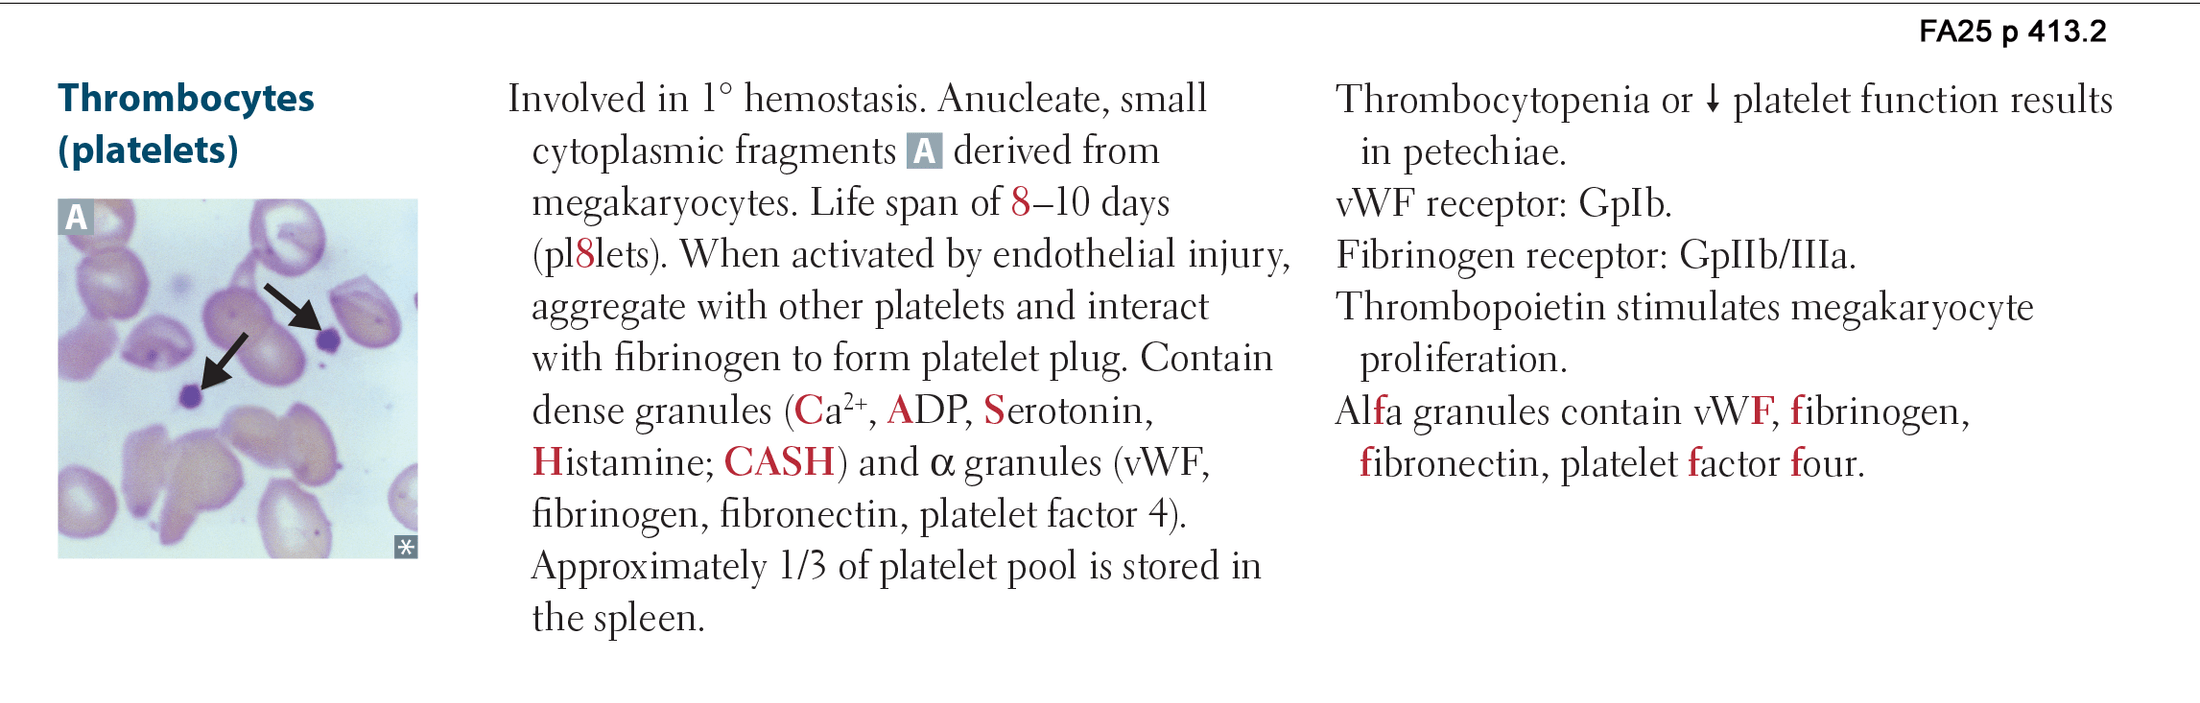 FA25 p 413.2
Thrombocytes
(platelets)
A
*
Involved in 1° hemostasis. Anucleate, small
cytoplasmic fragments A derived from
megakaryocytes. Life span of 8–10 days
(pl8lets). When activated by endothelial injury,
aggregate with other platelets and interact
with fibrinogen to form platelet plug. Contain
dense granules (Ca²⁺, ADP, Serotonin,
Histamine; CASH) and α granules (vWF,
fibrinogen, fibronectin, platelet factor 4).
Approximately 1/3 of platelet pool is stored in
the spleen.
Thrombocytopenia or ↓ platelet function results
in petechiae.
vWF receptor: GpIb.
Fibrinogen receptor: GpIIb/IIIa.
Thrombopoietin stimulates megakaryocyte
proliferation.
Alfa granules contain vWF, fibrinogen,
fibronectin, platelet factor four.